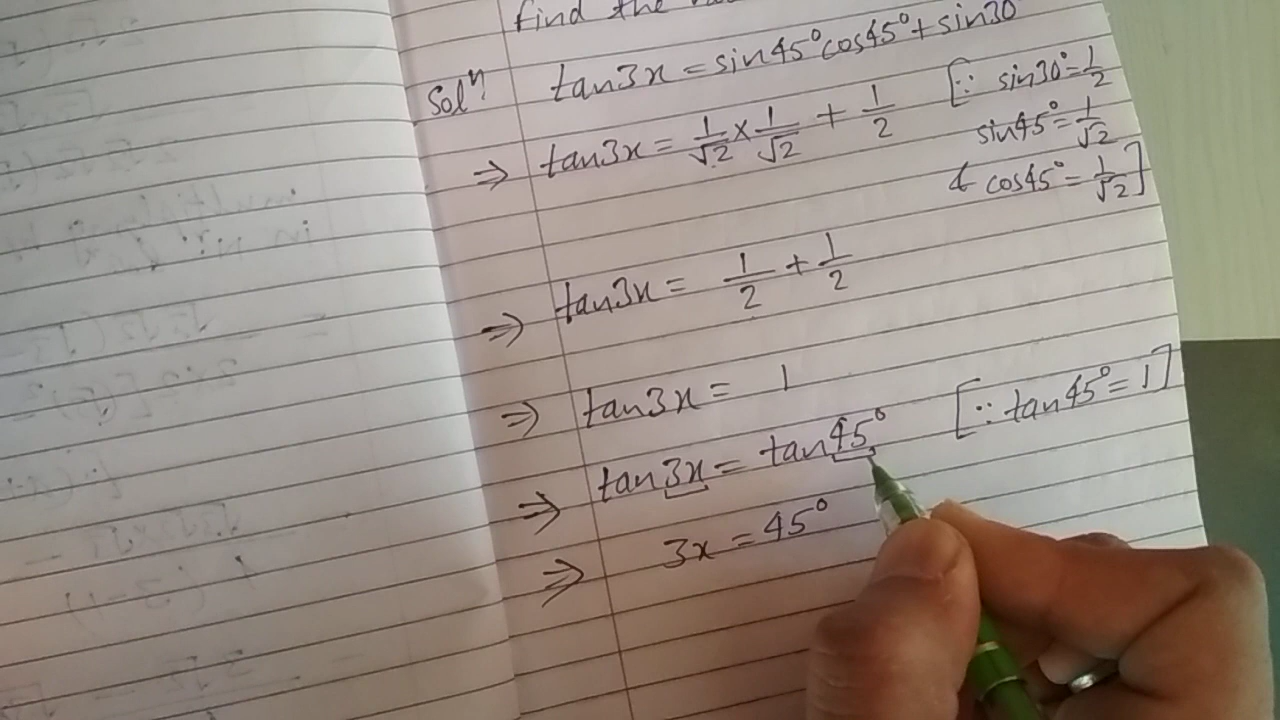 find the
Solⁿ: tan3x = sin45°cos45° + sin30°
⇒ tan3x = 1/√2 × 1/√2 + 1/2 [∵ sin30° = 1/2
sin45° = 1/√2
& cos45° = 1/√2]
⇒ tan3x = 1/2 + 1/2
⇒ tan3x = 1
⇒ tan3x = tan45° [∵ tan45° = 1]
⇒ 3x = 45°